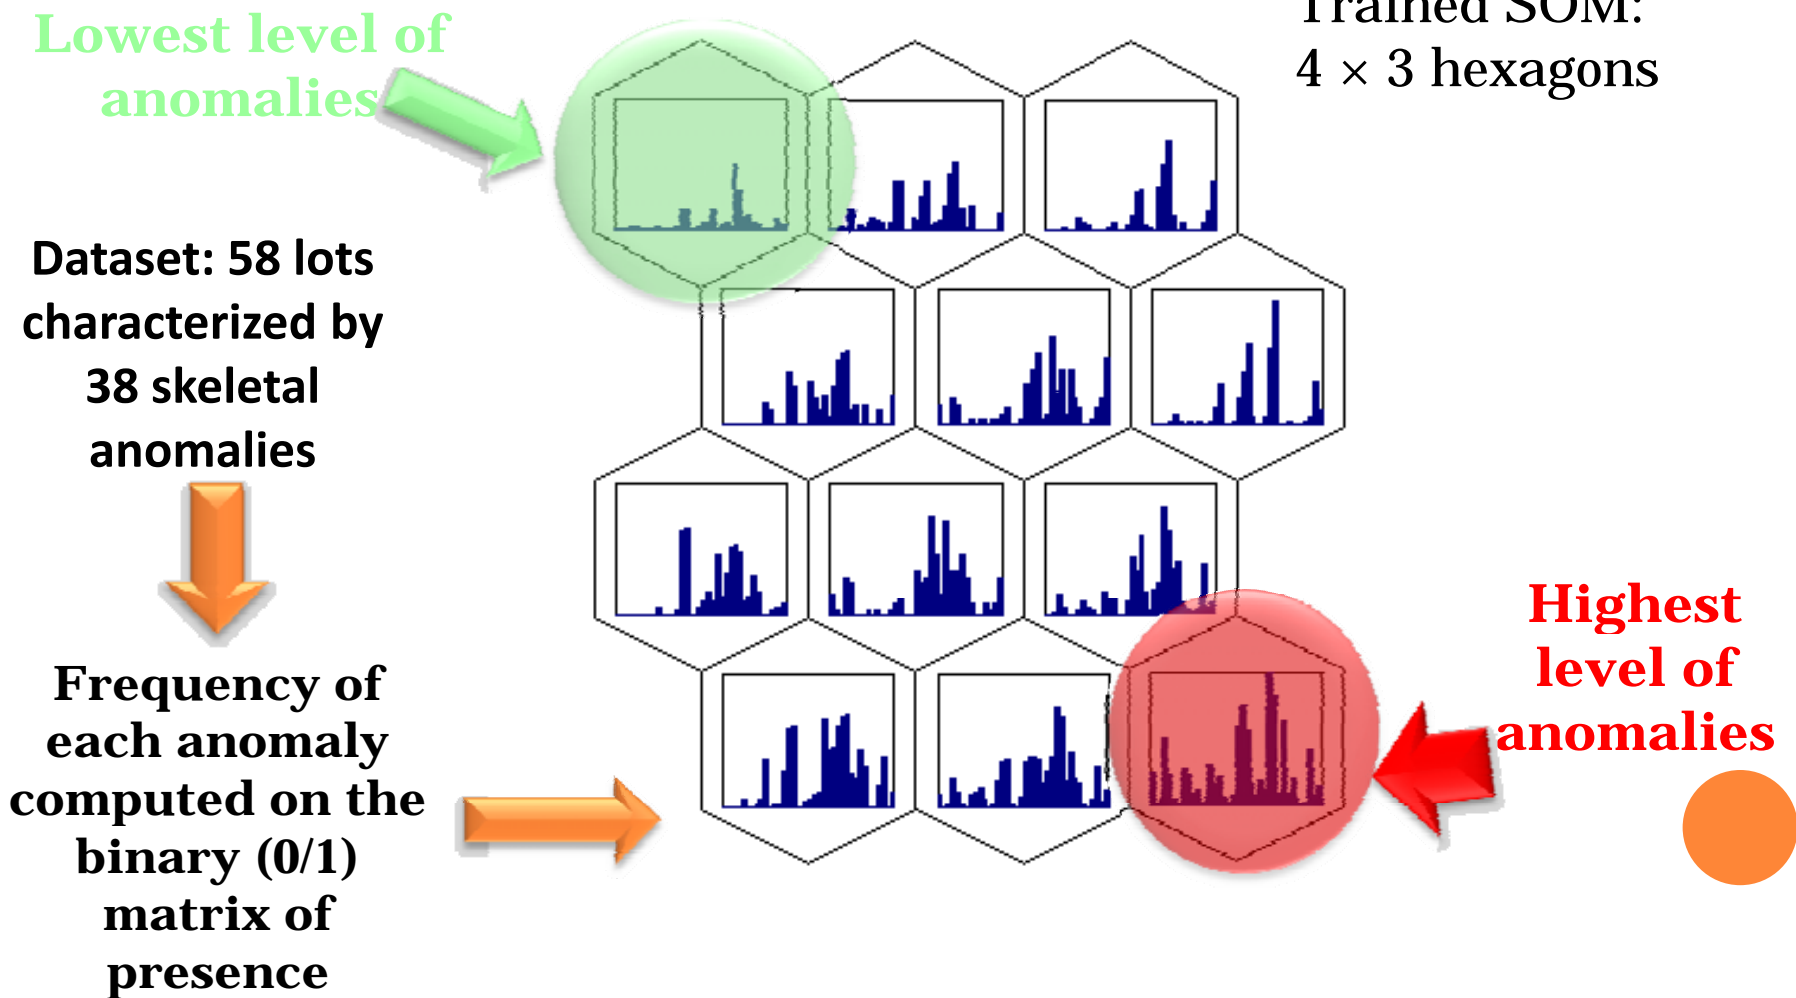 Lowest level of
anomalies
Trained SOM:
4 × 3 hexagons
Dataset: 58 lots
characterized by
38 skeletal
anomalies
Frequency of
each anomaly
computed on the
binary (0/1)
matrix of
presence
Highest
level of
anomalies